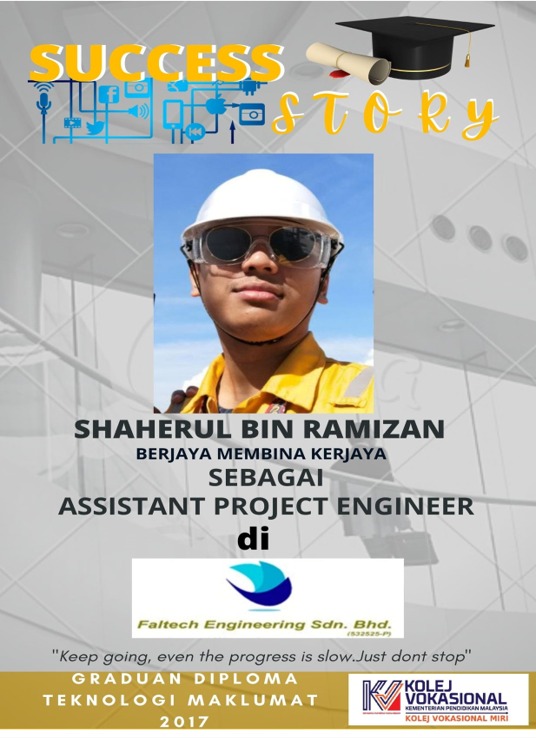 SUCCESS
STORY
SHAHERUL BIN RAMIZAN
BERJAYA MEMBINA KERJAYA
SEBAGAI
ASSISTANT PROJECT ENGINEER
di
Faltech Engineering Sdn. Bhd.
(532525-P)
"Keep going, even the progress is slow.Just dont stop"
GRADUAN DIPLOMA
TEKNOLOGI MAKLUMAT
2017
KV KOLEJ
VOKASIONAL
KEMENTERIAN PENDIDIKAN MALAYSIA
KOLEJ VOKASIONAL MIRI